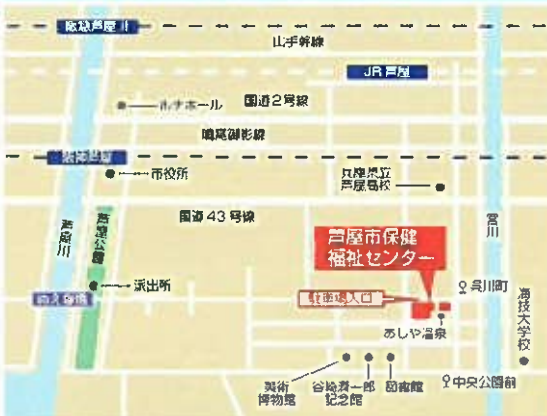 阪急芦屋川
山手幹線
JR芦屋
ルナホール
国道2号線
鳴尾御影線
阪神芦屋
市役所
兵庫県立
芦屋高校
国道43号線
芦屋川
芦屋公園
宮川
芦屋市保健
福祉センター
派出所
駐車場入口
呉川町
あしや温泉
海技大学校
美術
博物館
谷崎潤一郎
記念館
図書館
中央公園前